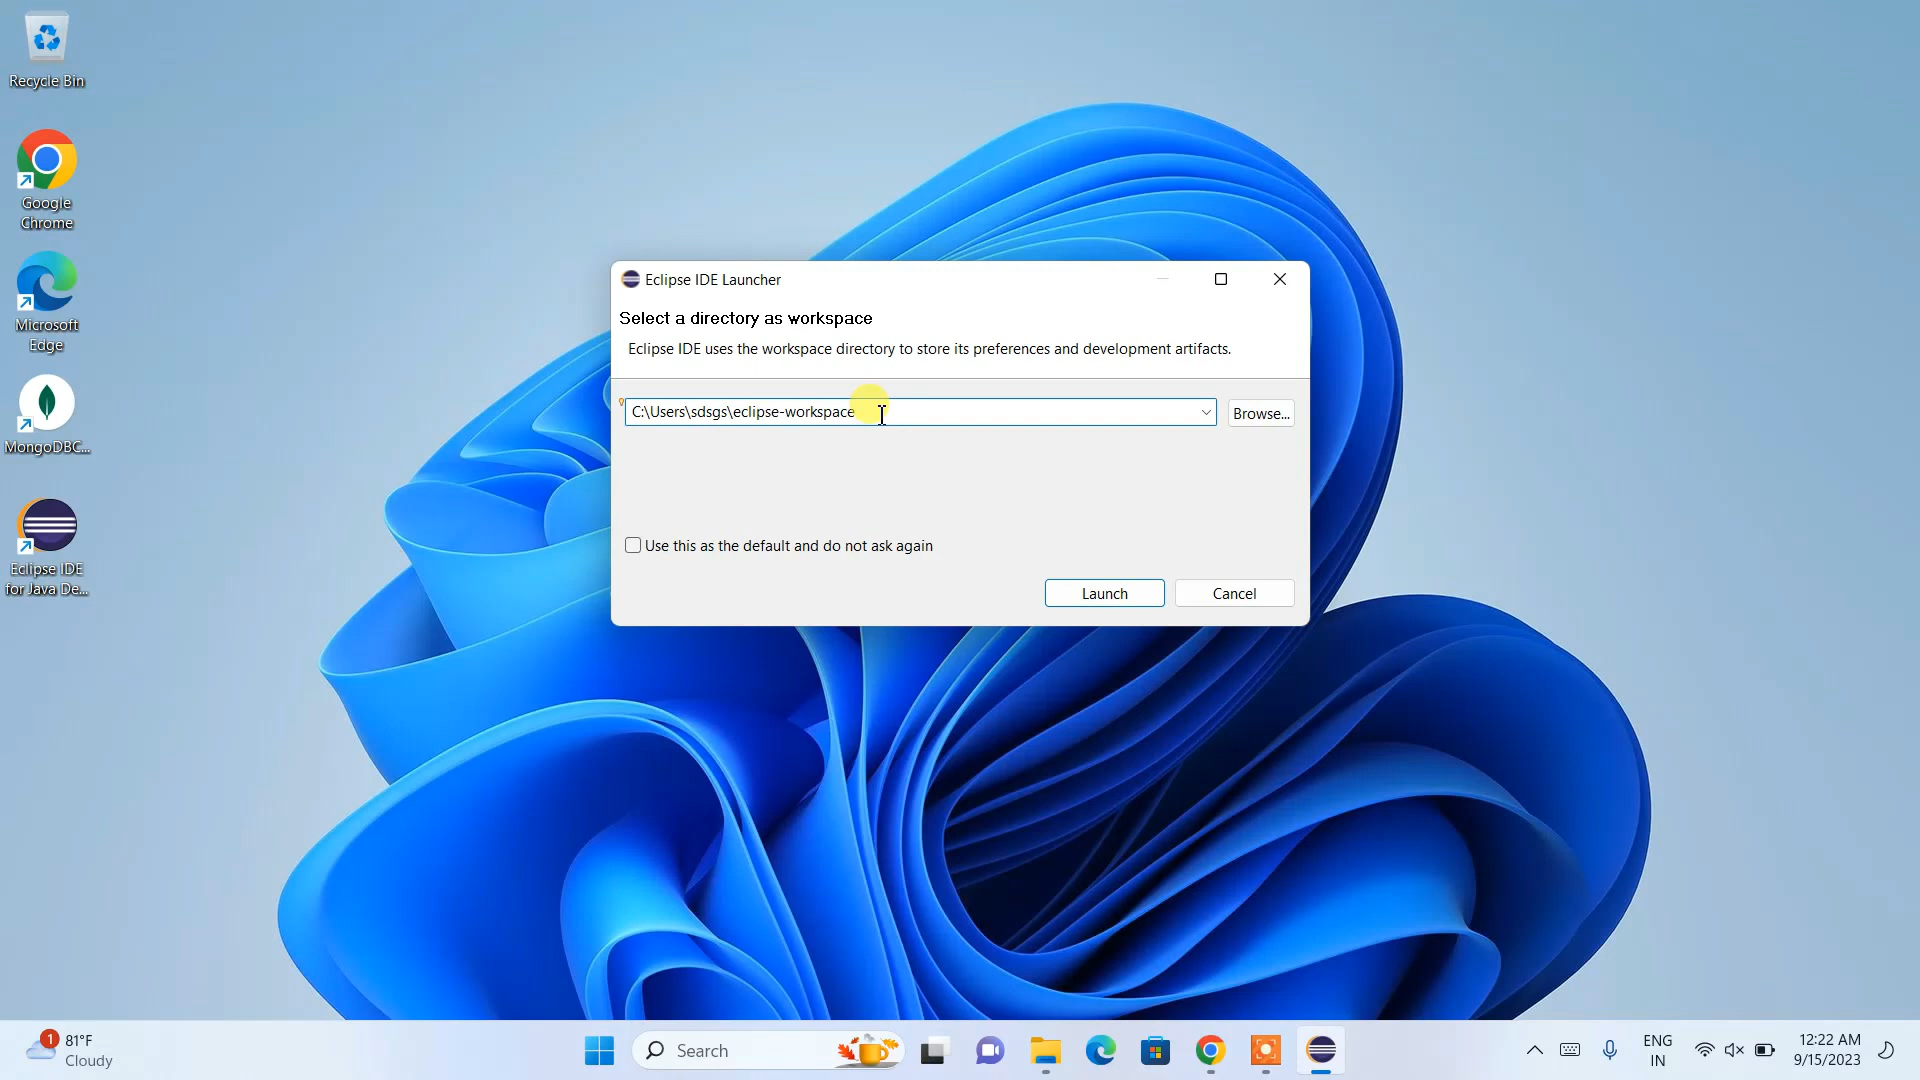 Recycle Bin
Google
Chrome
Microsoft
Edge
MongoDBC...
Eclipse IDE
for Java De...
Eclipse IDE Launcher
Select a directory as workspace
Eclipse IDE uses the workspace directory to store its preferences and development artifacts.
C:\Users\sdsgs\eclipse-workspace
Browse...
Use this as the default and do not ask again
Launch
Cancel
1
81°F
Cloudy
Search
ENG
IN
12:22 AM
9/15/2023